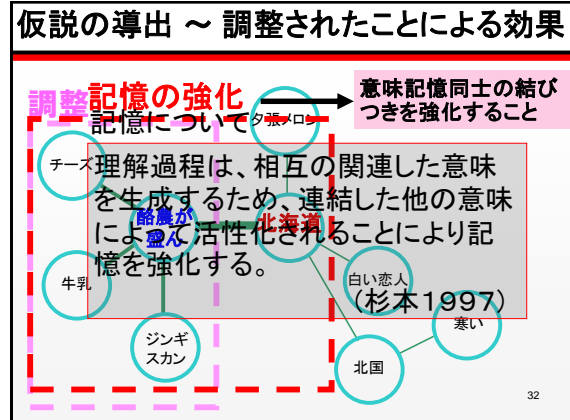 仮説の導出 ～ 調整されたことによる効果
調整
記憶の強化
意味記憶同士の結び
つきを強化すること
記憶について
夕張メロン
チーズ
理解過程は、相互の関連した意味
を生成するため、連結した他の意味
によって活性化されることにより記
憶を強化する。
(杉本1997)
酪農が
盛ん
北海道
牛乳
白い恋人
寒い
ジンギ
スカン
北国
32